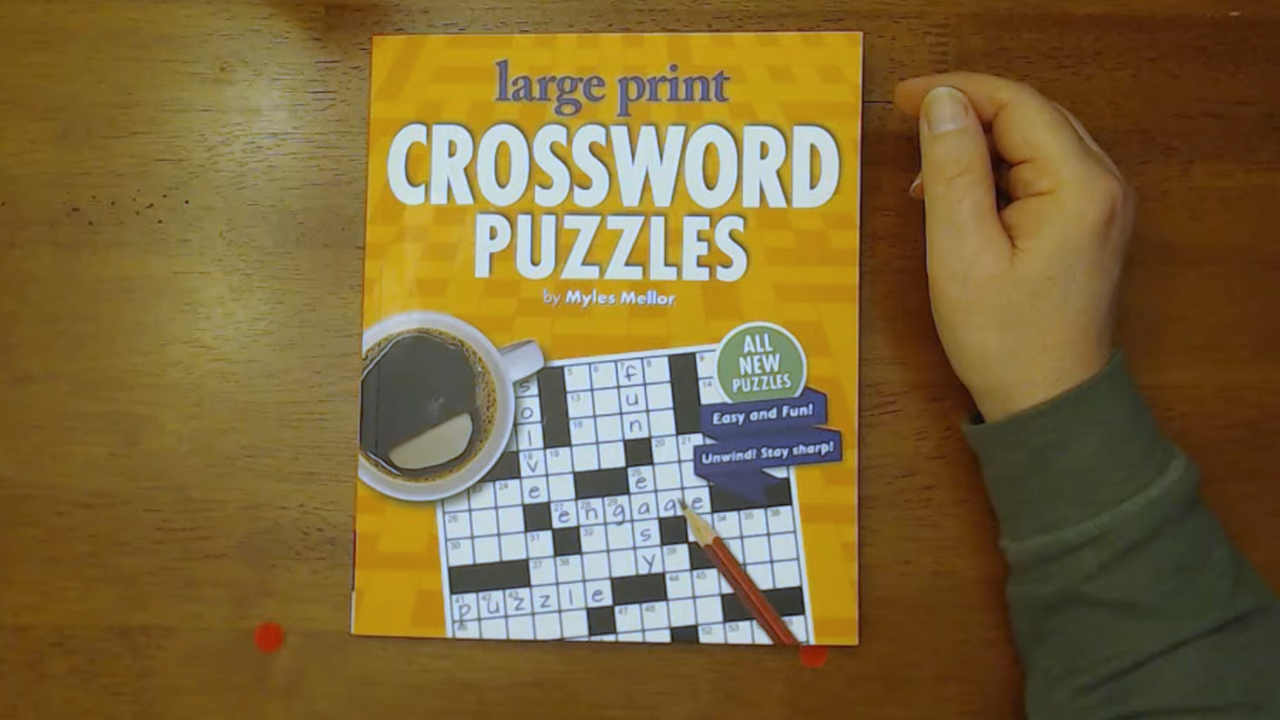 large print
CROSSWORD
PUZZLES
by Myles Mellor
ALL
NEW
PUZZLES
Easy and Fun!
Unwind! Stay sharp!
solve
fun
easy
engage
puzzle